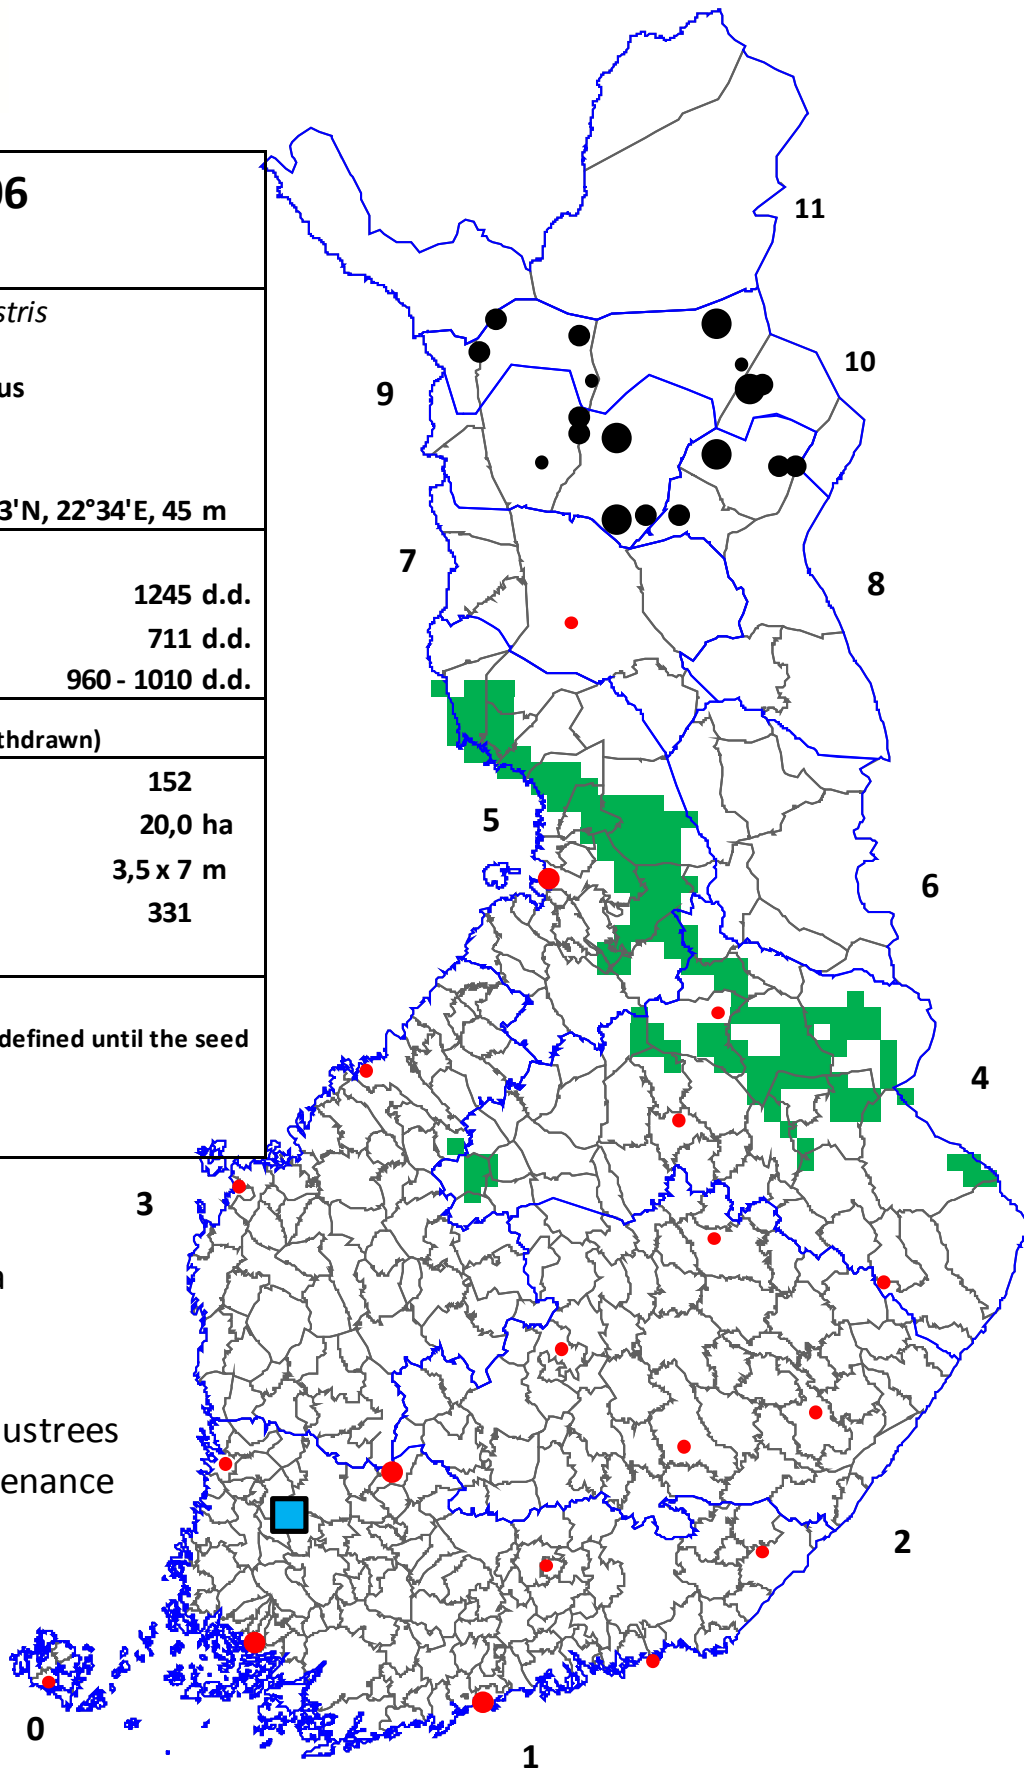 06
stris
us
3'N, 22°34'E, 45 m
1245 d.d.
711 d.d.
960 - 1010 d.d.
thdrawn)
152
20,0 ha
3,5 x 7 m
331
defined until the seed
ustrees
enance
11
10
9
8
7
6
5
4
3
2
1
0